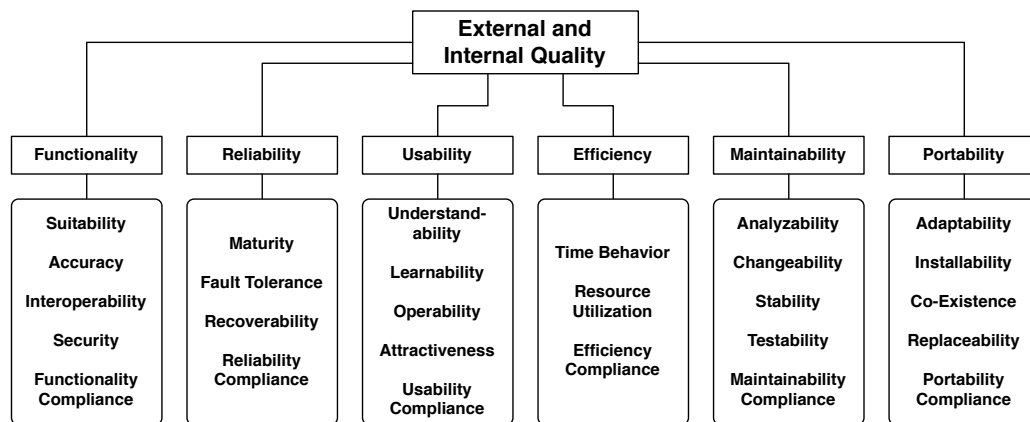 External and
Internal Quality
Functionality
Reliability
Usability
Efficiency
Maintainability
Portability
Suitability
Accuracy
Interoperability
Security
Functionality
Compliance
Maturity
Fault Tolerance
Recoverability
Reliability
Compliance
Understand-
ability
Learnability
Operability
Attractiveness
Usability
Compliance
Time Behavior
Resource
Utilization
Efficiency
Compliance
Analyzability
Changeability
Stability
Testability
Maintainability
Compliance
Adaptability
Installability
Co-Existence
Replaceability
Portability
Compliance